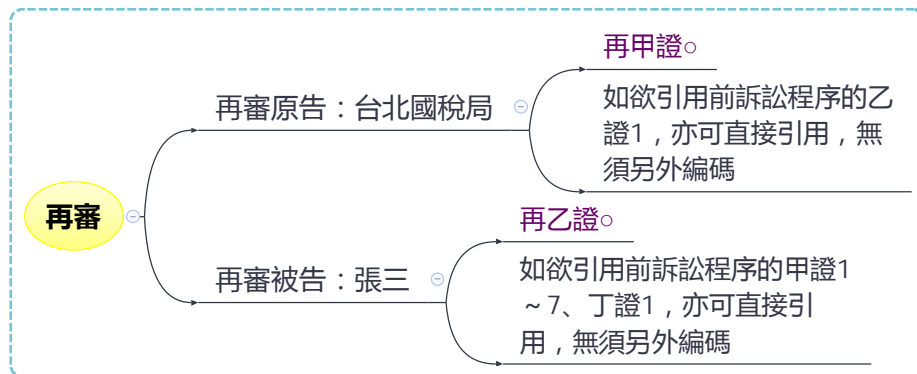 再甲證○
再審原告：台北國稅局
如欲引用前訴訟程序的乙
證1，亦可直接引用，無
須另外編碼
再審
再乙證○
再審被告：張三
如欲引用前訴訟程序的甲證1
～7、丁證1，亦可直接引
用，無須另外編碼